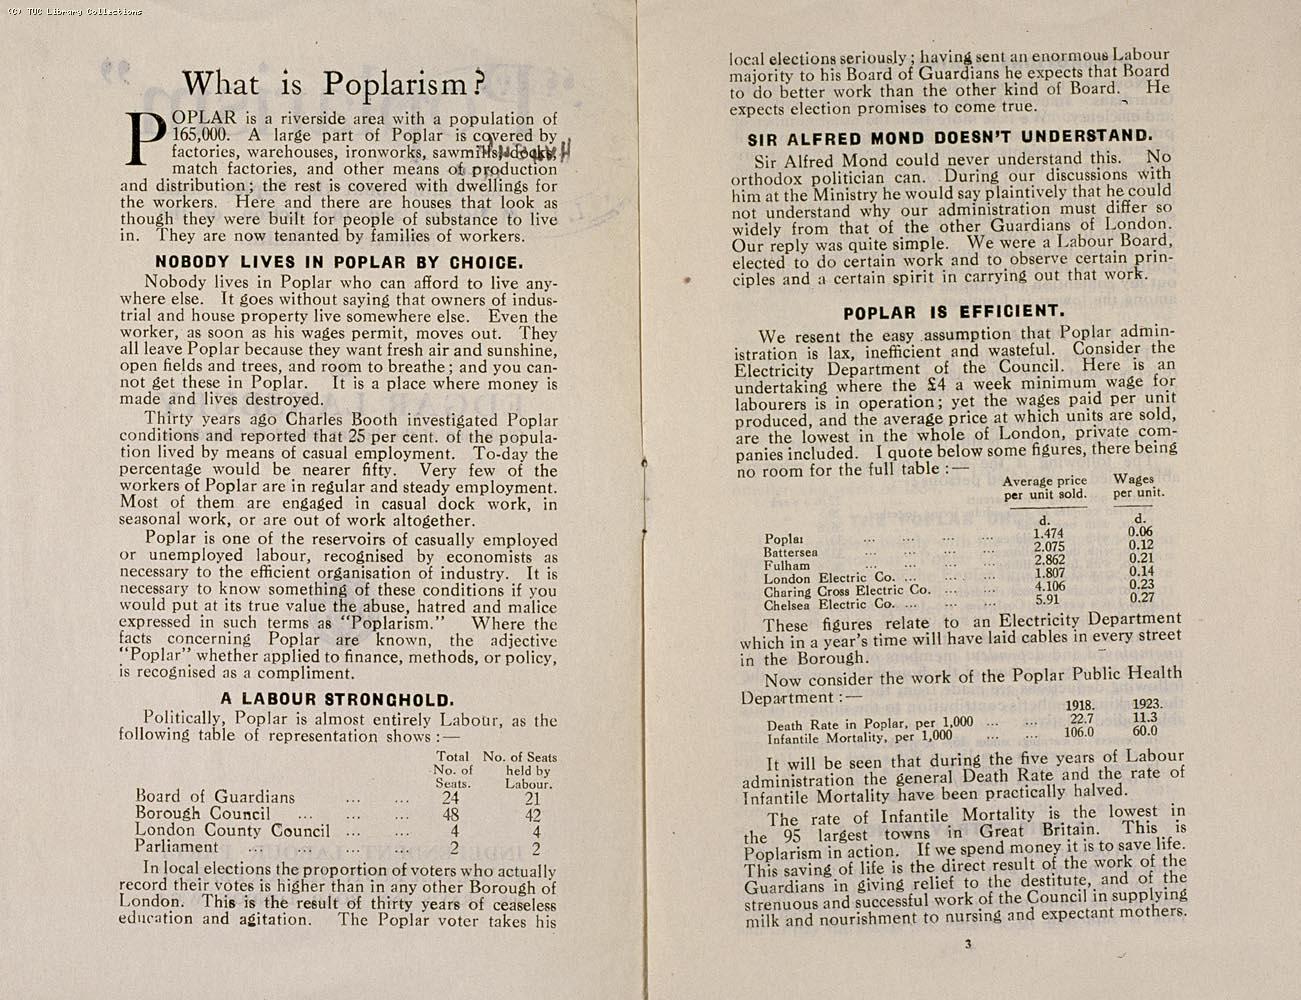 (C) TUC Library Collections
What is Poplarism?
POPLAR is a riverside area with a population of
165,000. A large part of Poplar is covered by
factories, warehouses, ironworks, sawmills, docks,
match factories, and other means of production
and distribution; the rest is covered with dwellings for
the workers. Here and there are houses that look as
though they were built for people of substance to live
in. They are now tenanted by families of workers.
NOBODY LIVES IN POPLAR BY CHOICE.
Nobody lives in Poplar who can afford to live any-
where else. It goes without saying that owners of indus-
trial and house property live somewhere else. Even the
worker, as soon as his wages permit, moves out. They
all leave Poplar because they want fresh air and sunshine,
open fields and trees, and room to breathe; and you can-
not get these in Poplar. It is a place where money is
made and lives destroyed.
Thirty years ago Charles Booth investigated Poplar
conditions and reported that 25 per cent. of the popula-
tion lived by means of casual employment. To-day the
percentage would be nearer fifty. Very few of the
workers of Poplar are in regular and steady employment.
Most of them are engaged in casual dock work, in
seasonal work, or are out of work altogether.
Poplar is one of the reservoirs of casually employed
or unemployed labour, recognised by economists as
necessary to the efficient organisation of industry. It is
necessary to know something of these conditions if you
would put at its true value the abuse, hatred and malice
expressed in such terms as "Poplarism." Where the
facts concerning Poplar are known, the adjective
"Poplar" whether applied to finance, methods, or policy,
is recognised as a compliment.
A LABOUR STRONGHOLD.
Politically, Poplar is almost entirely Labour, as the
following table of representation shows:—
Total No. of Seats
No. of held by
Seats. Labour.
Board of Guardians ... ... 24 21
Borough Council ... ... ... 48 42
London County Council ... ... 4 4
Parliament ... ... ... ... 2 2
In local elections the proportion of voters who actually
record their votes is higher than in any other Borough of
London. This is the result of thirty years of ceaseless
education and agitation. The Poplar voter takes his
local elections seriously; having sent an enormous Labour
majority to his Board of Guardians he expects that Board
to do better work than the other kind of Board. He
expects election promises to come true.
SIR ALFRED MOND DOESN'T UNDERSTAND.
Sir Alfred Mond could never understand this. No
orthodox politician can. During our discussions with
him at the Ministry he would say plaintively that he could
not understand why our administration must differ so
widely from that of the other Guardians of London.
Our reply was quite simple. We were a Labour Board,
elected to do certain work and to observe certain prin-
ciples and a certain spirit in carrying out that work.
POPLAR IS EFFICIENT.
We resent the easy assumption that Poplar admin-
istration is lax, inefficient and wasteful. Consider the
Electricity Department of the Council. Here is an
undertaking where the £4 a week minimum wage for
labourers is in operation; yet the wages paid per unit
produced, and the average price at which units are sold,
are the lowest in the whole of London, private com-
panies included. I quote below some figures, there being
no room for the full table:—
Average price Wages
per unit sold. per unit.
d. d.
Poplar ... ... ... ... 1.474 0.06
Battersea ... ... ... ... 2.075 0.12
Fulham ... ... ... ... 2.862 0.21
London Electric Co. ... ... ... 1.807 0.14
Charing Cross Electric Co. ... ... 4.106 0.23
Chelsea Electric Co. ... ... ... 5.91 0.27
These figures relate to an Electricity Department
which in a year's time will have laid cables in every street
in the Borough.
Now consider the work of the Poplar Public Health
Department:—
1918. 1923.
Death Rate in Poplar, per 1,000 ... ... 22.7 11.3
Infantile Mortality, per 1,000 ... ... 106.0 60.0
It will be seen that during the five years of Labour
administration the general Death Rate and the rate of
Infantile Mortality have been practically halved.
The rate of Infantile Mortality is the lowest in
the 95 largest towns in Great Britain. This is
Poplarism in action. If we spend money it is to save life.
This saving of life is the direct result of the work of the
Guardians in giving relief to the destitute, and of the
strenuous and successful work of the Council in supplying
milk and nourishment to nursing and expectant mothers.
3